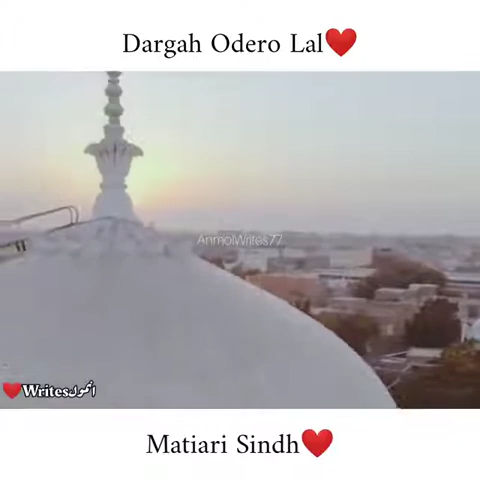 Dargah Odero Lal❤️
AnmolWrites77
❤️Writesانمول
Matiari Sindh❤️